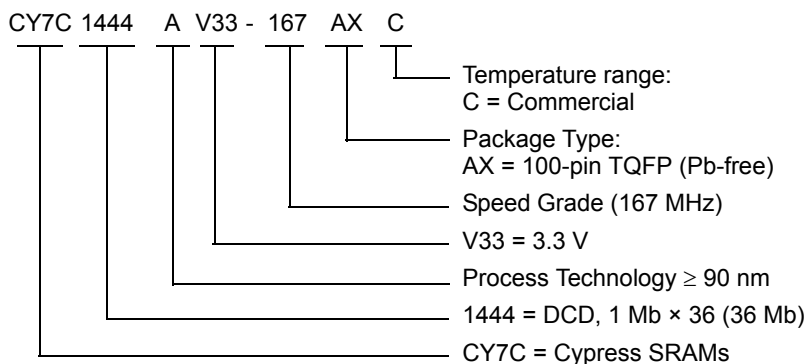 CY7C 1444 A V33 - 167 AX C
Temperature range:
C = Commercial
Package Type:
AX = 100-pin TQFP (Pb-free)
Speed Grade (167 MHz)
V33 = 3.3 V
Process Technology ≥ 90 nm
1444 = DCD, 1 Mb × 36 (36 Mb)
CY7C = Cypress SRAMs